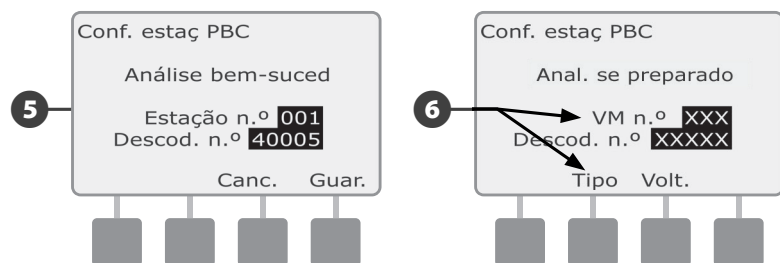 Conf. estaç PBC
Análise bem-suced
5
Estação n.º 001
Descod. n.º 40005
Canc. Guar.
Conf. estaç PBC
Anal. se preparado
6
VM n.º XXX
Descod. n.º XXXXX
Tipo Volt.